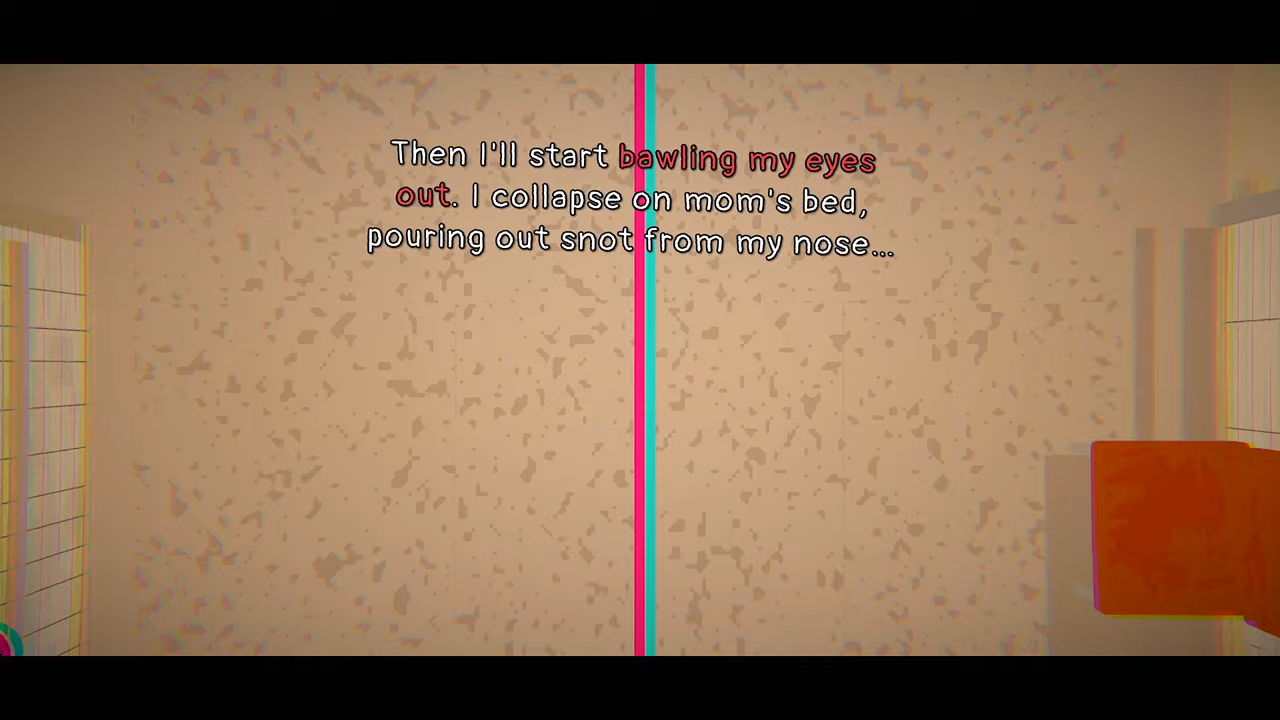 Then I'll start bawling my eyes
out. I collapse on mom's bed,
pouring out snot from my nose...